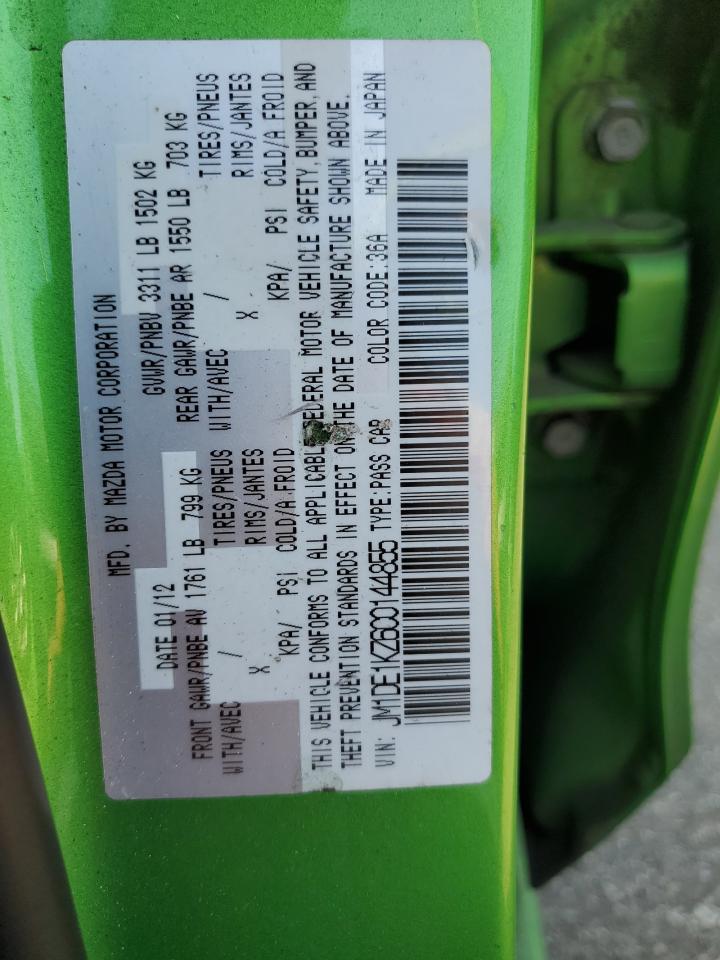 MFD. BY MAZDA MOTOR CORPORATION
DATE 01/12 GVWR/PNBV 3311 LB 1502 KG
FRONT GAWR/PNBE AV 1761 LB 799 KG REAR GAWR/PNBE AR 1550 LB 703 KG
WITH/AVEC / TIRES/PNEUS WITH/AVEC / TIRES/PNEUS
X RIMS/JANTES X RIMS/JANTES
KPA/ PSI COLD/A FROID KPA/ PSI COLD/A FROID
THIS VEHICLE CONFORMS TO ALL APPLICABLE FEDERAL MOTOR VEHICLE SAFETY, BUMPER, AND
THEFT PREVENTION STANDARDS IN EFFECT ON THE DATE OF MANUFACTURE SHOWN ABOVE.
VIN: JM1DE1KZ6C0144855 TYPE:PASS CAR COLOR CODE:36A MADE IN JAPAN